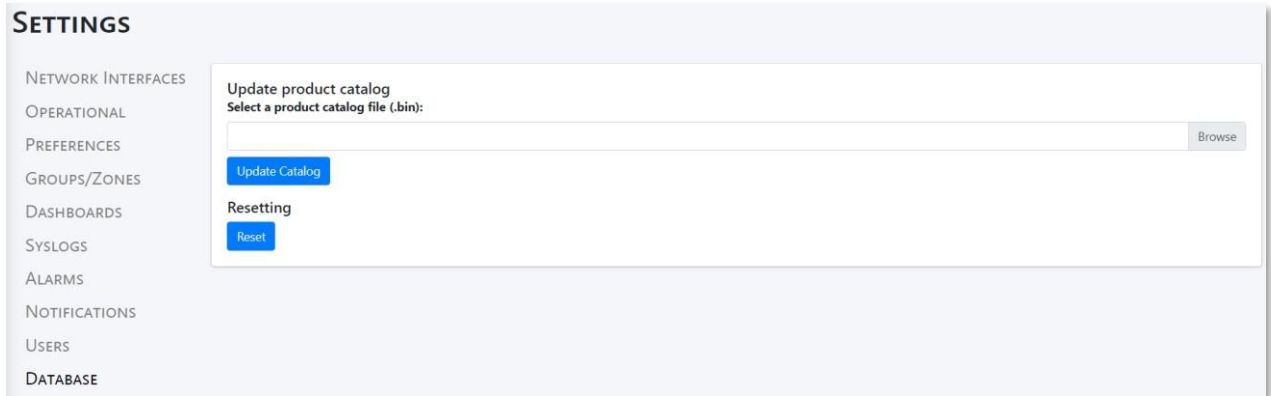 SETTINGS
NETWORK INTERFACES
OPERATIONAL
PREFERENCES
GROUPS/ZONES
DASHBOARDS
SYSLOGS
ALARMS
NOTIFICATIONS
USERS
DATABASE
Update product catalog
Select a product catalog file (.bin):
Browse
Update Catalog
Resetting
Reset